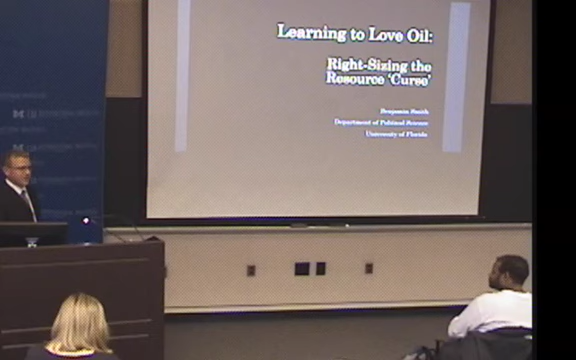 Learning to Love Oil:
Right-Sizing the
Resource 'Curse'
Benjamin Smith
Department of Political Science
University of Florida